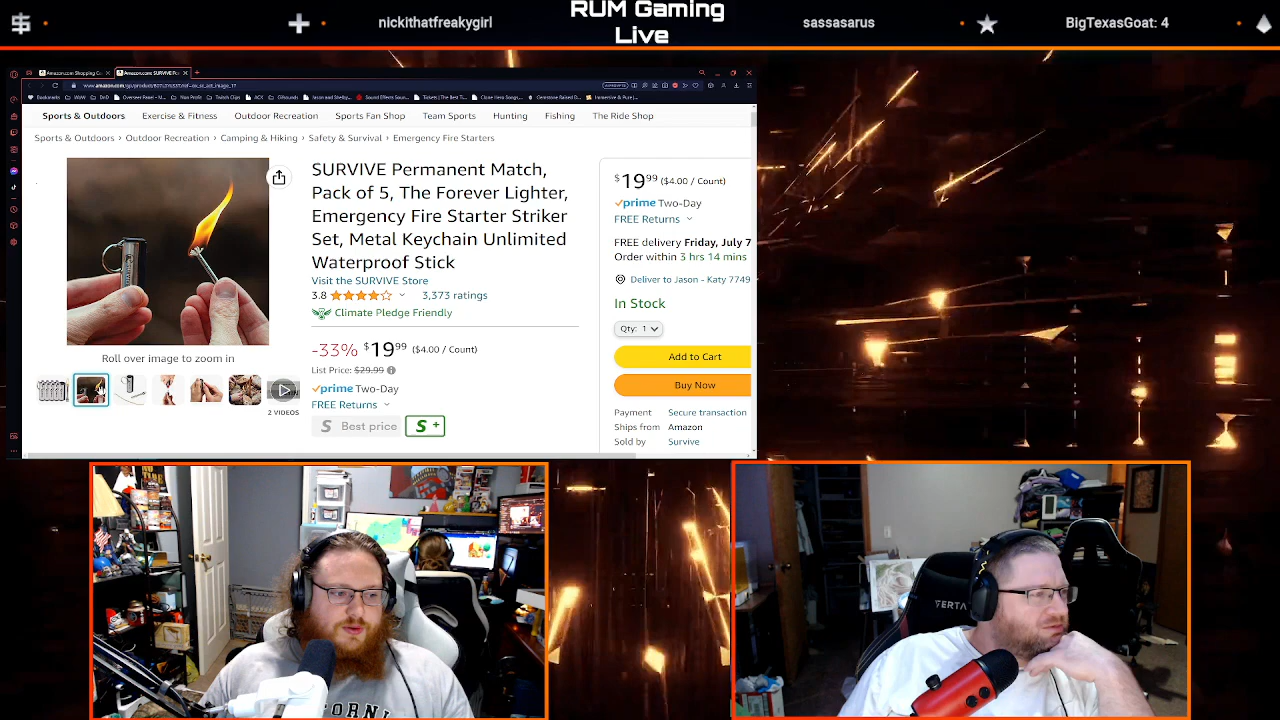 nickithatfreakygirl
RUM Gaming
Live
sassasarus
BigTexasGoat: 4
Amazon.com Shopping C
Amazon.com: SURVIVE P
Sports & Outdoors
Exercise & Fitness
Outdoor Recreation
Sports Fan Shop
Team Sports
Hunting
Fishing
The Ride Shop
Sports & Outdoors › Outdoor Recreation › Camping & Hiking › Safety & Survival › Emergency Fire Starters
SURVIVE Permanent Match,
Pack of 5, The Forever Lighter,
Emergency Fire Starter Striker
Set, Metal Keychain Unlimited
Waterproof Stick
Visit the SURVIVE Store
3.8
3,373 ratings
Climate Pledge Friendly
-33% $19 99 ($4.00 / Count)
List Price: $29.99
prime Two-Day
FREE Returns
S Best price
S +
Roll over image to zoom in
2 VIDEOS
$19 99 ($4.00 / Count)
prime Two-Day
FREE Returns
FREE delivery Friday, July 7
Order within 3 hrs 14 mins
Deliver to Jason - Katy 7749
In Stock
Qty: 1
Add to Cart
Buy Now
Payment Secure transaction
Ships from Amazon
Sold by Survive
VERTA